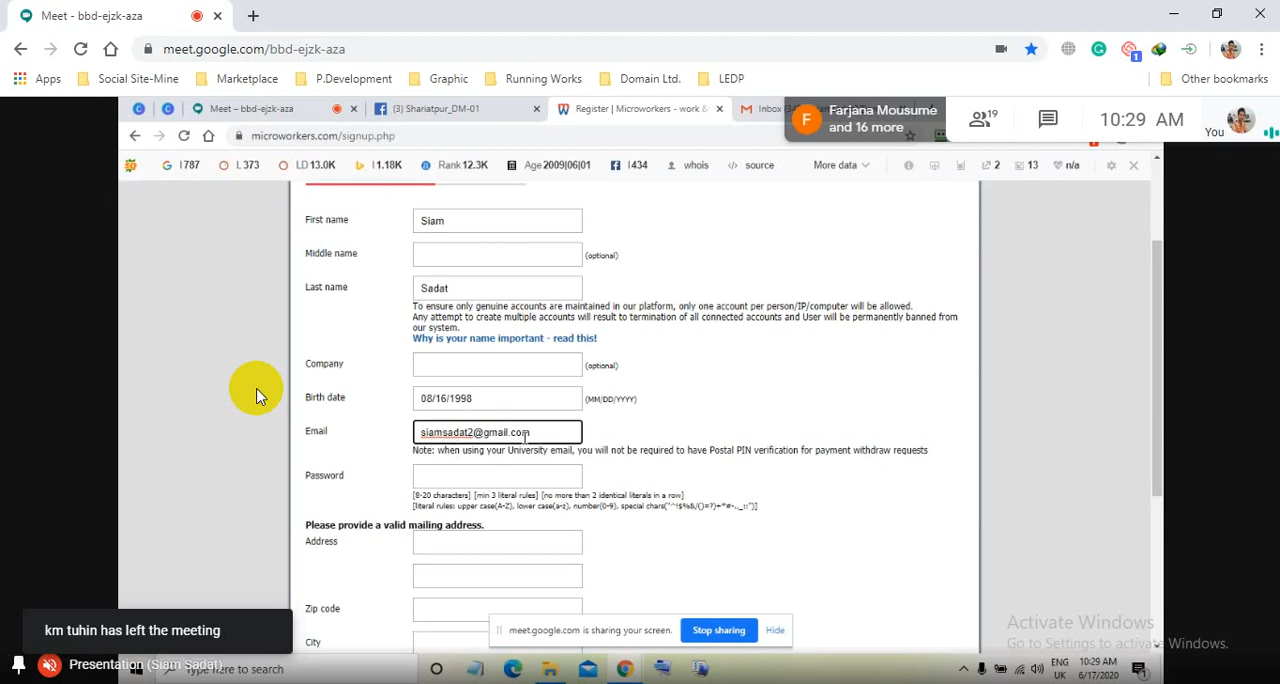 Meet - bbd-ejzk-aza
meet.google.com/bbd-ejzk-aza
Apps Social Site-Mine Marketplace P.Development Graphic Running Works Domain Ltd. LEDP Other bookmarks
Meet – bbd-ejzk-aza (3) Shariatpur_DM-01 Register | Microworkers - work &
Farjana Mousume
and 16 more
19
10:29 AM
You
microworkers.com/signup.php
I 787 L 373 LD 13.0K I 1.18K Rank 12.3K Age 2009|06|01 I 434 whois source More data 2 13 n/a
First name Siam
Middle name (optional)
Last name Sadat
To ensure only genuine accounts are maintained in our platform, only one account per person/IP/computer will be allowed.
Any attempt to create multiple accounts will result to termination of all connected accounts and User will be permanently banned from
our system.
Why is your name important - read this!
Company (optional)
Birth date 08/16/1998 (MM/DD/YYYY)
Email siamsadat2@gmail.com
Note: when using your University email, you will not be required to have Postal PIN verification for payment withdraw requests
Password
[8-20 characters] [min 3 literal rules] [no more than 2 identical literals in a row]
Please provide a valid mailing address.
Address
Zip code
City
meet.google.com is sharing your screen. Stop sharing Hide
km tuhin has left the meeting
Activate Windows
Go to Settings to activate Windows.
Presentation (Siam Sadat)
Type here to search
ENG
UK
10:29 AM
6/17/2020